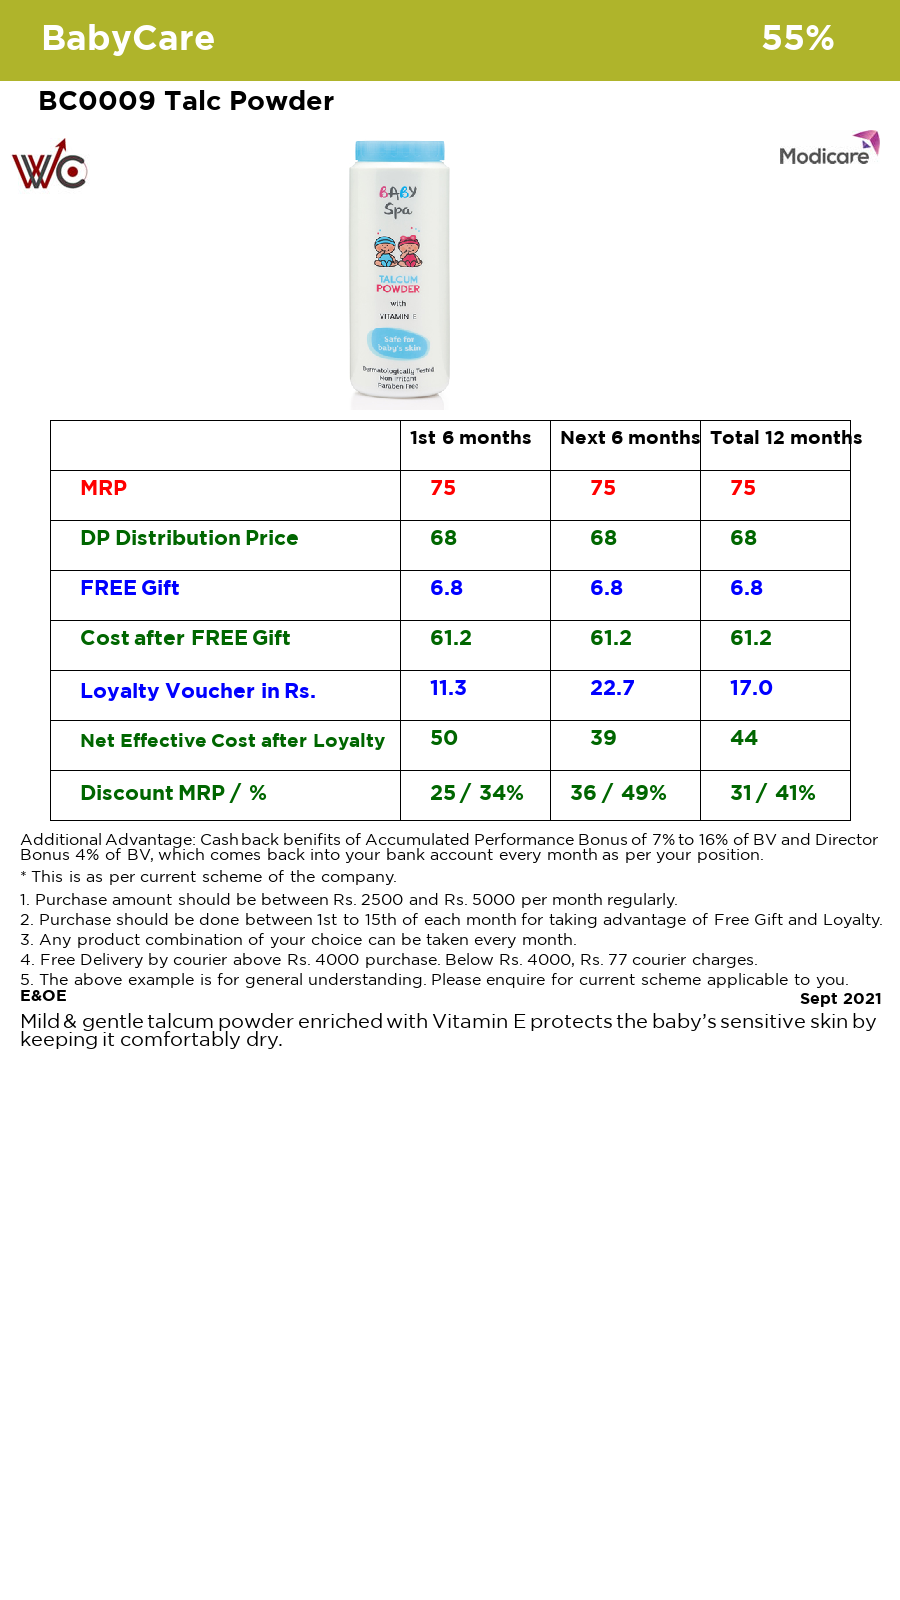 BabyCare 55%
BC0009 Talc Powder
WC
Modicare
BABY
Spa
TALCUM
POWDER
with
VITAMIN E
Safe for
baby's skin
Dermatologically Tested
Non Irritant
Paraben Free
1st 6 months Next 6 months Total 12 months
MRP 75 75 75
DP Distribution Price 68 68 68
FREE Gift 6.8 6.8 6.8
Cost after FREE Gift 61.2 61.2 61.2
Loyalty Voucher in Rs. 11.3 22.7 17.0
Net Effective Cost after Loyalty 50 39 44
Discount MRP / % 25 / 34% 36 / 49% 31 / 41%
Additional Advantage: Cash back benifits of Accumulated Performance Bonus of 7% to 16% of BV and Director
Bonus 4% of BV, which comes back into your bank account every month as per your position.
* This is as per current scheme of the company.
1. Purchase amount should be between Rs. 2500 and Rs. 5000 per month regularly.
2. Purchase should be done between 1st to 15th of each month for taking advantage of Free Gift and Loyalty.
3. Any product combination of your choice can be taken every month.
4. Free Delivery by courier above Rs. 4000 purchase. Below Rs. 4000, Rs. 77 courier charges.
5. The above example is for general understanding. Please enquire for current scheme applicable to you.
E&OE Sept 2021
Mild & gentle talcum powder enriched with Vitamin E protects the baby's sensitive skin by
keeping it comfortably dry.